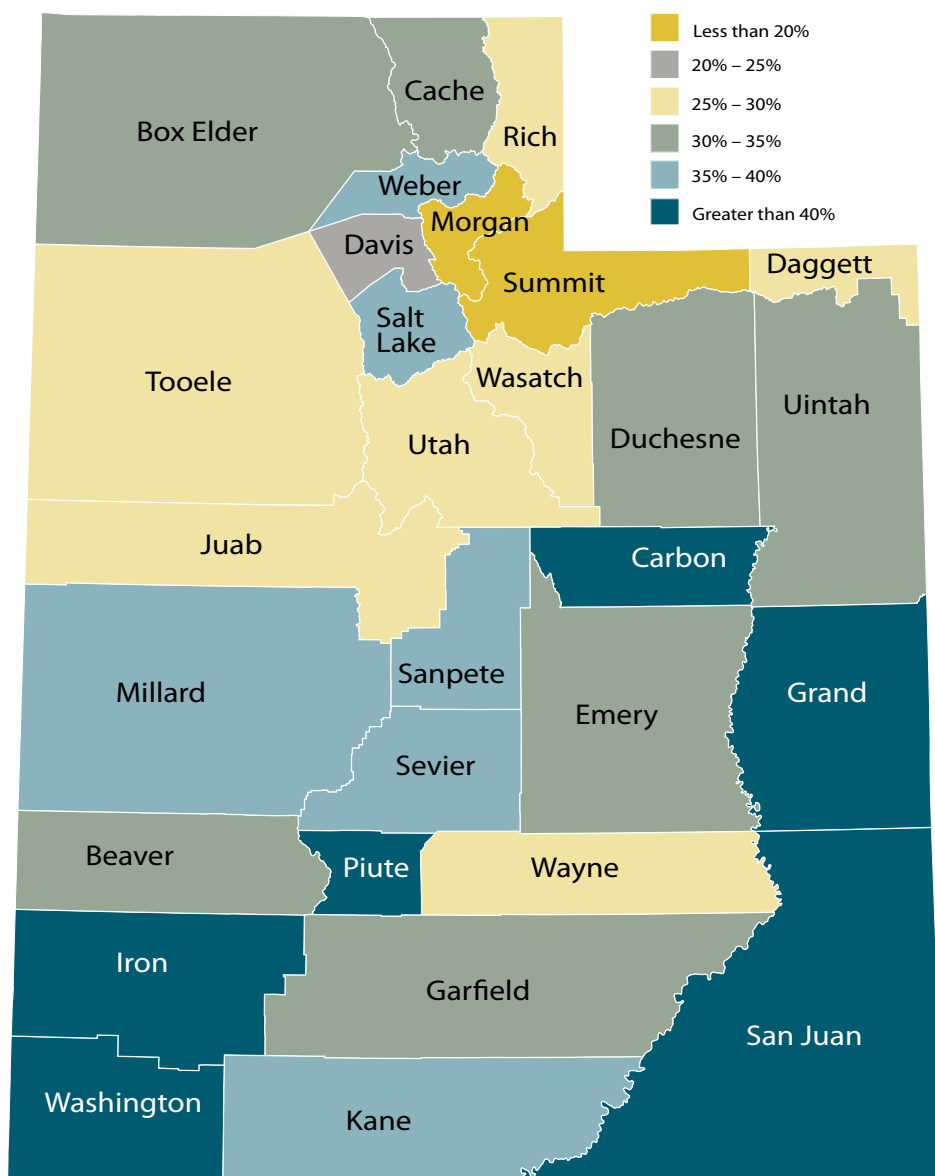 Less than 20%
20% – 25%
25% – 30%
30% – 35%
35% – 40%
Greater than 40%
Cache
Box Elder
Rich
Weber
Morgan
Davis
Daggett
Summit
Salt
Lake
Wasatch
Tooele
Uintah
Duchesne
Utah
Juab
Carbon
Sanpete
Millard
Grand
Emery
Sevier
Beaver
Piute
Wayne
Iron
Garfield
San Juan
Washington
Kane